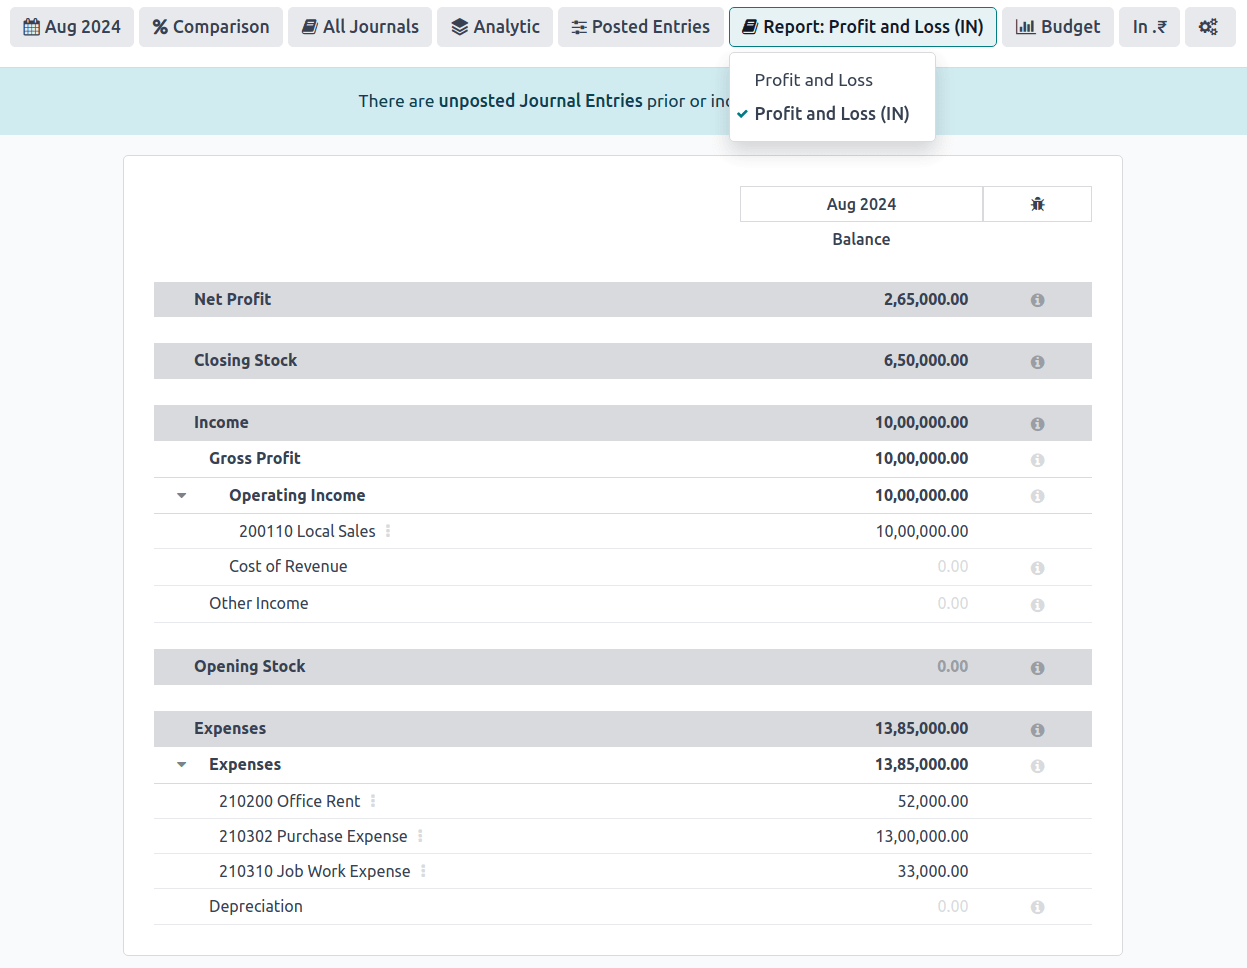 Aug 2024 Comparison All Journals Analytic Posted Entries Report: Profit and Loss (IN) Budget In .₹
Profit and Loss
There are unposted Journal Entries prior or
Profit and Loss (IN)
Aug 2024
Balance
Net Profit 2,65,000.00
Closing Stock 6,50,000.00
Income 10,00,000.00
Gross Profit 10,00,000.00
Operating Income 10,00,000.00
200110 Local Sales 10,00,000.00
Cost of Revenue 0.00
Other Income 0.00
Opening Stock 0.00
Expenses 13,85,000.00
Expenses 13,85,000.00
210200 Office Rent 52,000.00
210302 Purchase Expense 13,00,000.00
210310 Job Work Expense 33,000.00
Depreciation 0.00